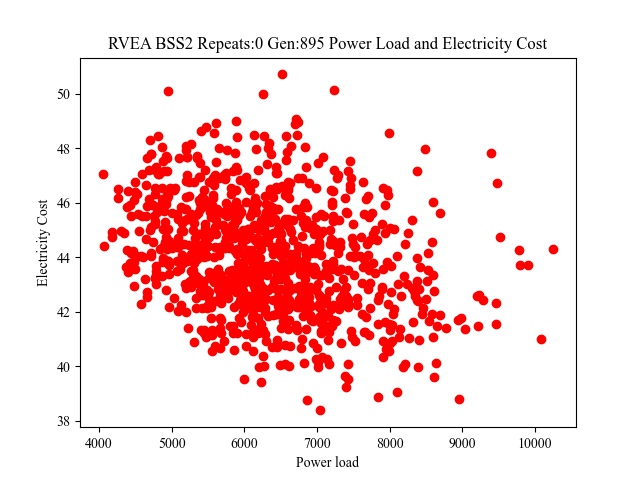 RVEA BSS2 Repeats:0 Gen:895 Power Load and Electricity Cost
50
48
46
44
42
40
38
Electricity Cost
4000 5000 6000 7000 8000 9000 10000
Power load